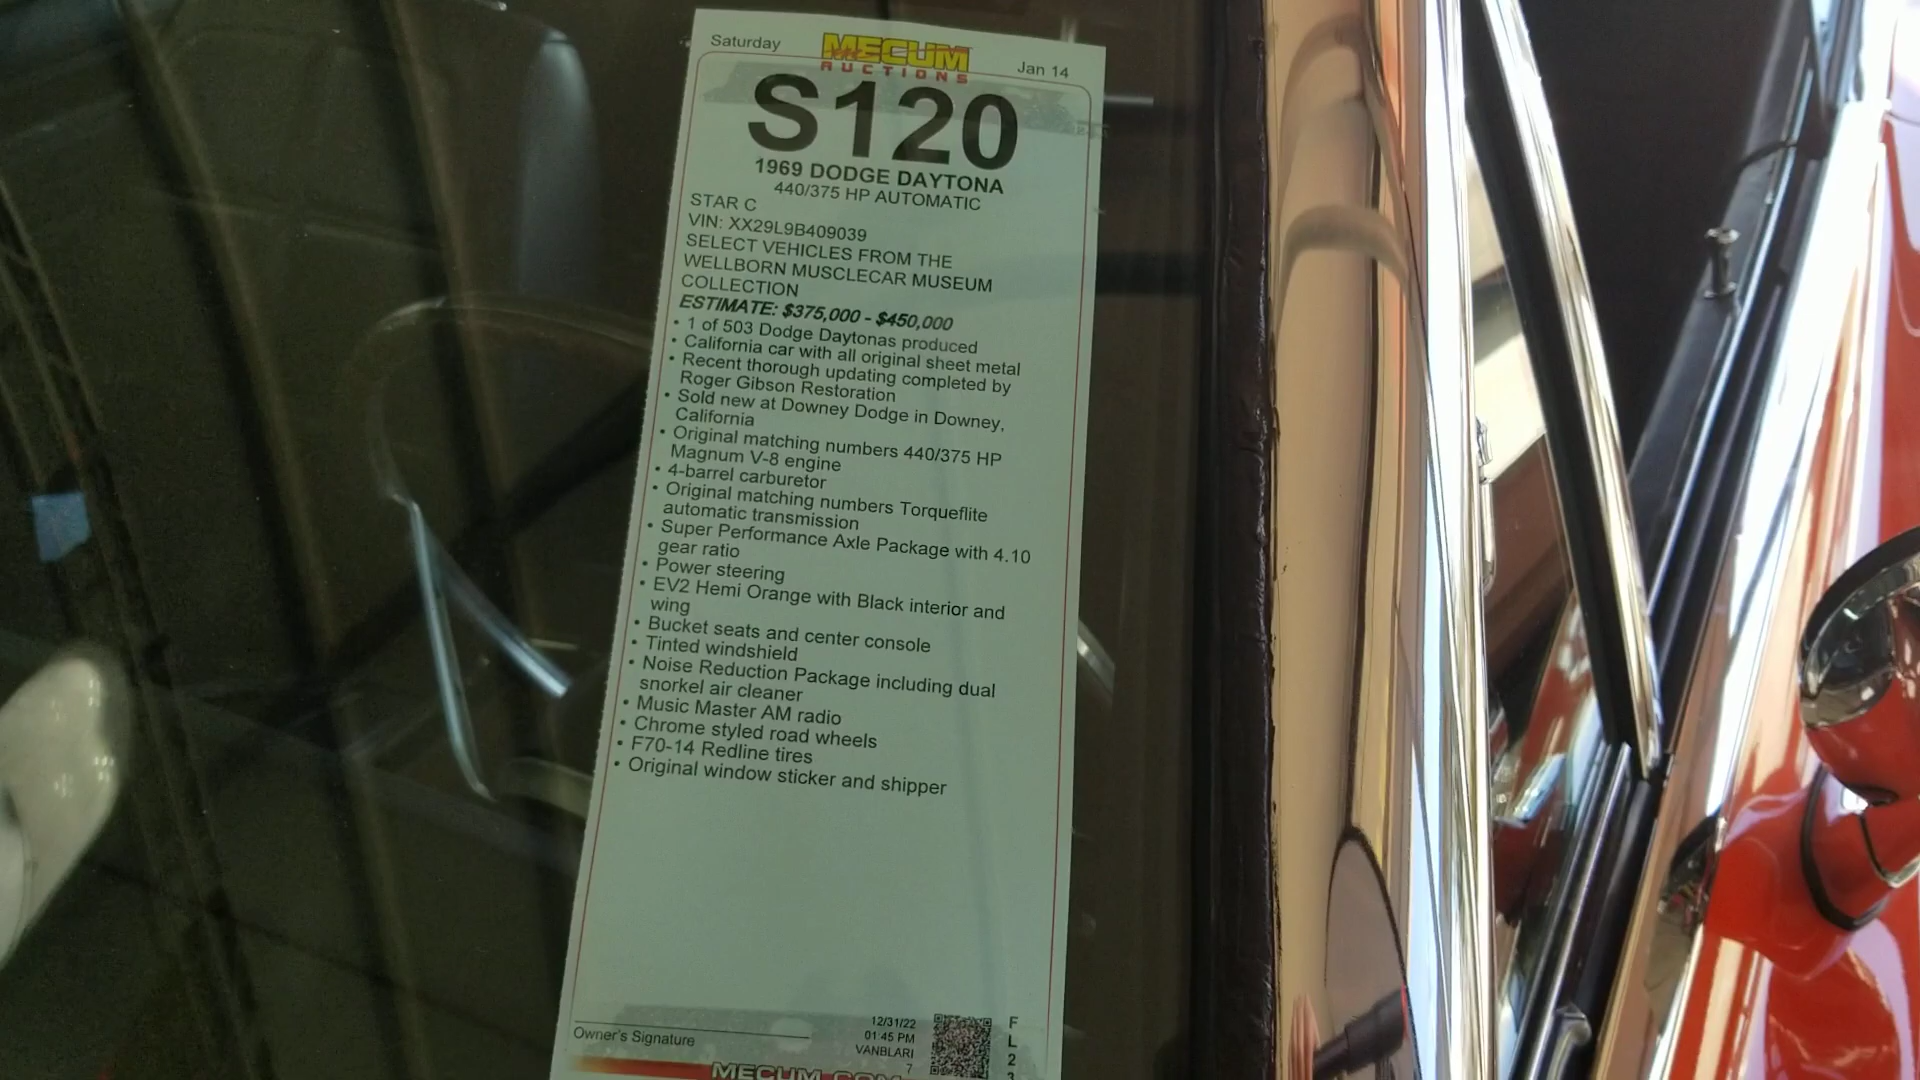 Saturday
MECUM
AUCTIONS
Jan 14
S120
1969 DODGE DAYTONA
440/375 HP AUTOMATIC
STAR C
VIN: XX29L9B409039
SELECT VEHICLES FROM THE
WELLBORN MUSCLECAR MUSEUM
COLLECTION
ESTIMATE: $375,000 - $450,000
• 1 of 503 Dodge Daytonas produced
• California car with all original sheet metal
• Recent thorough updating completed by
Roger Gibson Restoration
• Sold new at Downey Dodge in Downey,
California
• Original matching numbers 440/375 HP
Magnum V-8 engine
• 4-barrel carburetor
• Original matching numbers Torqueflite
automatic transmission
• Super Performance Axle Package with 4.10
gear ratio
• Power steering
• EV2 Hemi Orange with Black interior and
wing
• Bucket seats and center console
• Tinted windshield
• Noise Reduction Package including dual
snorkel air cleaner
• Music Master AM radio
• Chrome styled road wheels
• F70-14 Redline tires
• Original window sticker and shipper
Owner's Signature
12/31/22
01:45 PM
VANBLARI
7
FL23
MECUM.COM